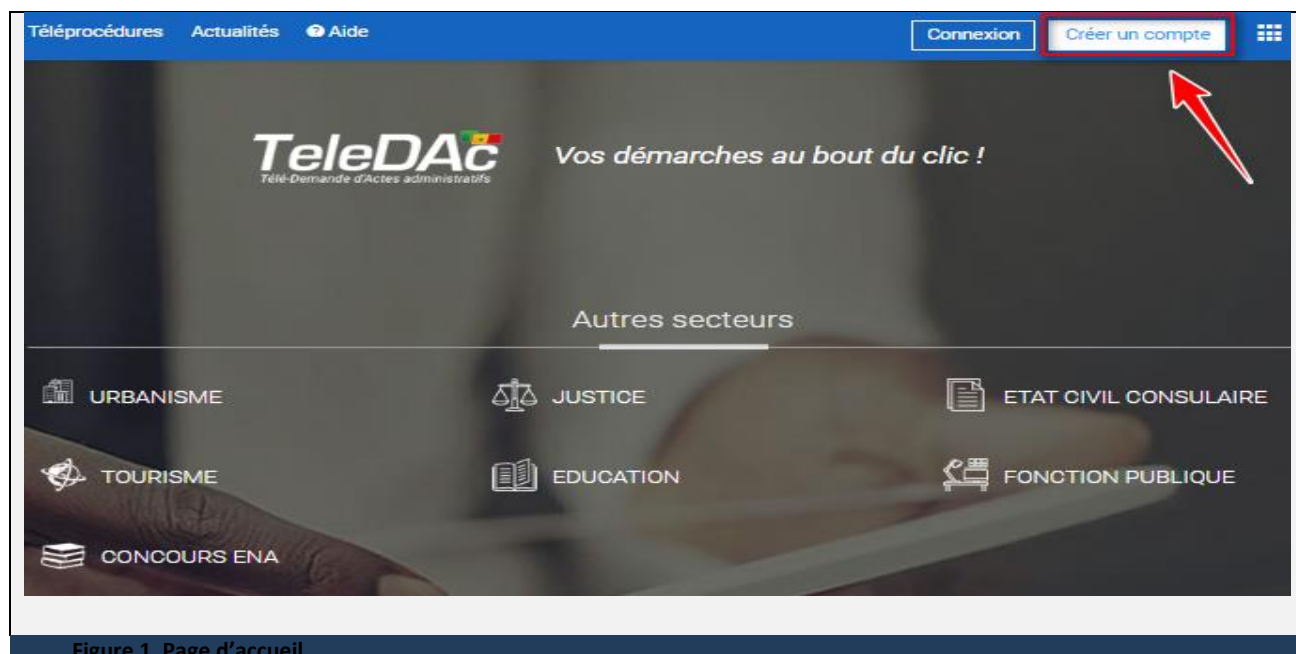 Téléprocédures Actualités ? Aide Connexion Créer un compte
TeleDAc Vos démarches au bout du clic !
Télé-Demande d'Actes administratifs
Autres secteurs
URBANISME JUSTICE ETAT CIVIL CONSULAIRE
TOURISME EDUCATION FONCTION PUBLIQUE
CONCOURS ENA
Figure 1. Page d'accueil